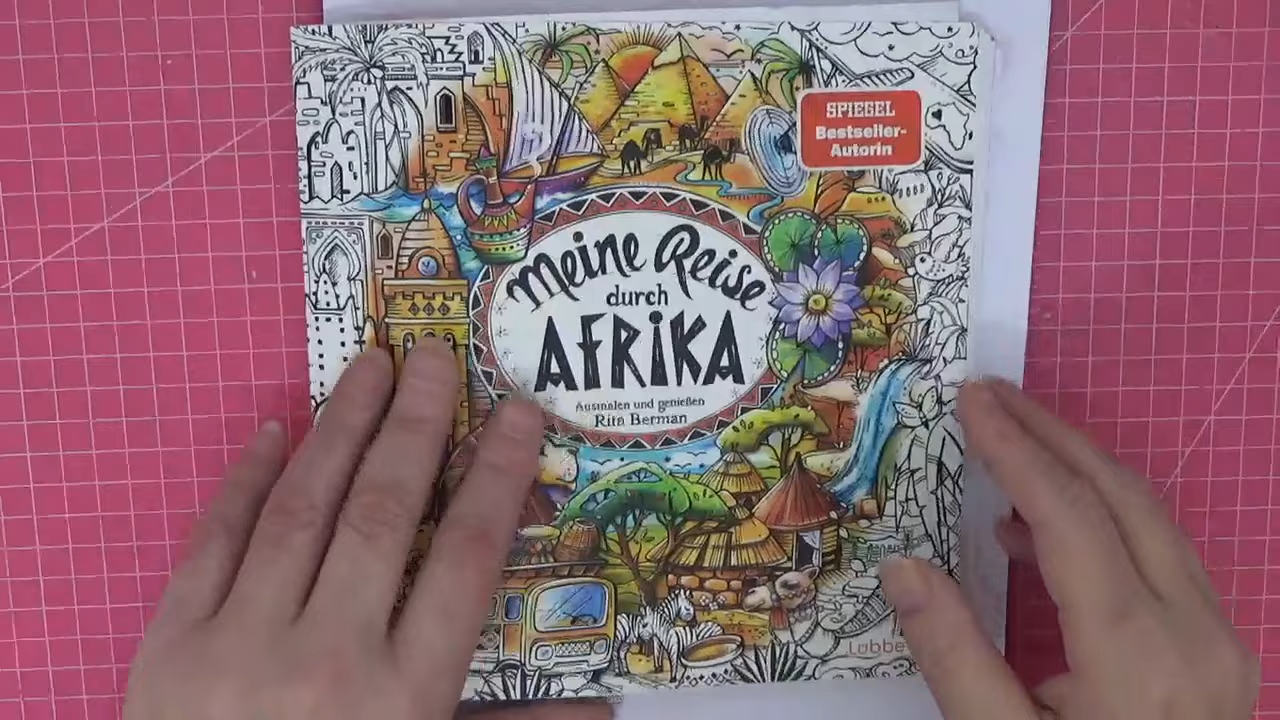 SPIEGEL
Bestseller-
Autorin
Meine Reise
durch
AFRIKA
Ausmalen und genießen
Rita Berman
Lübbe